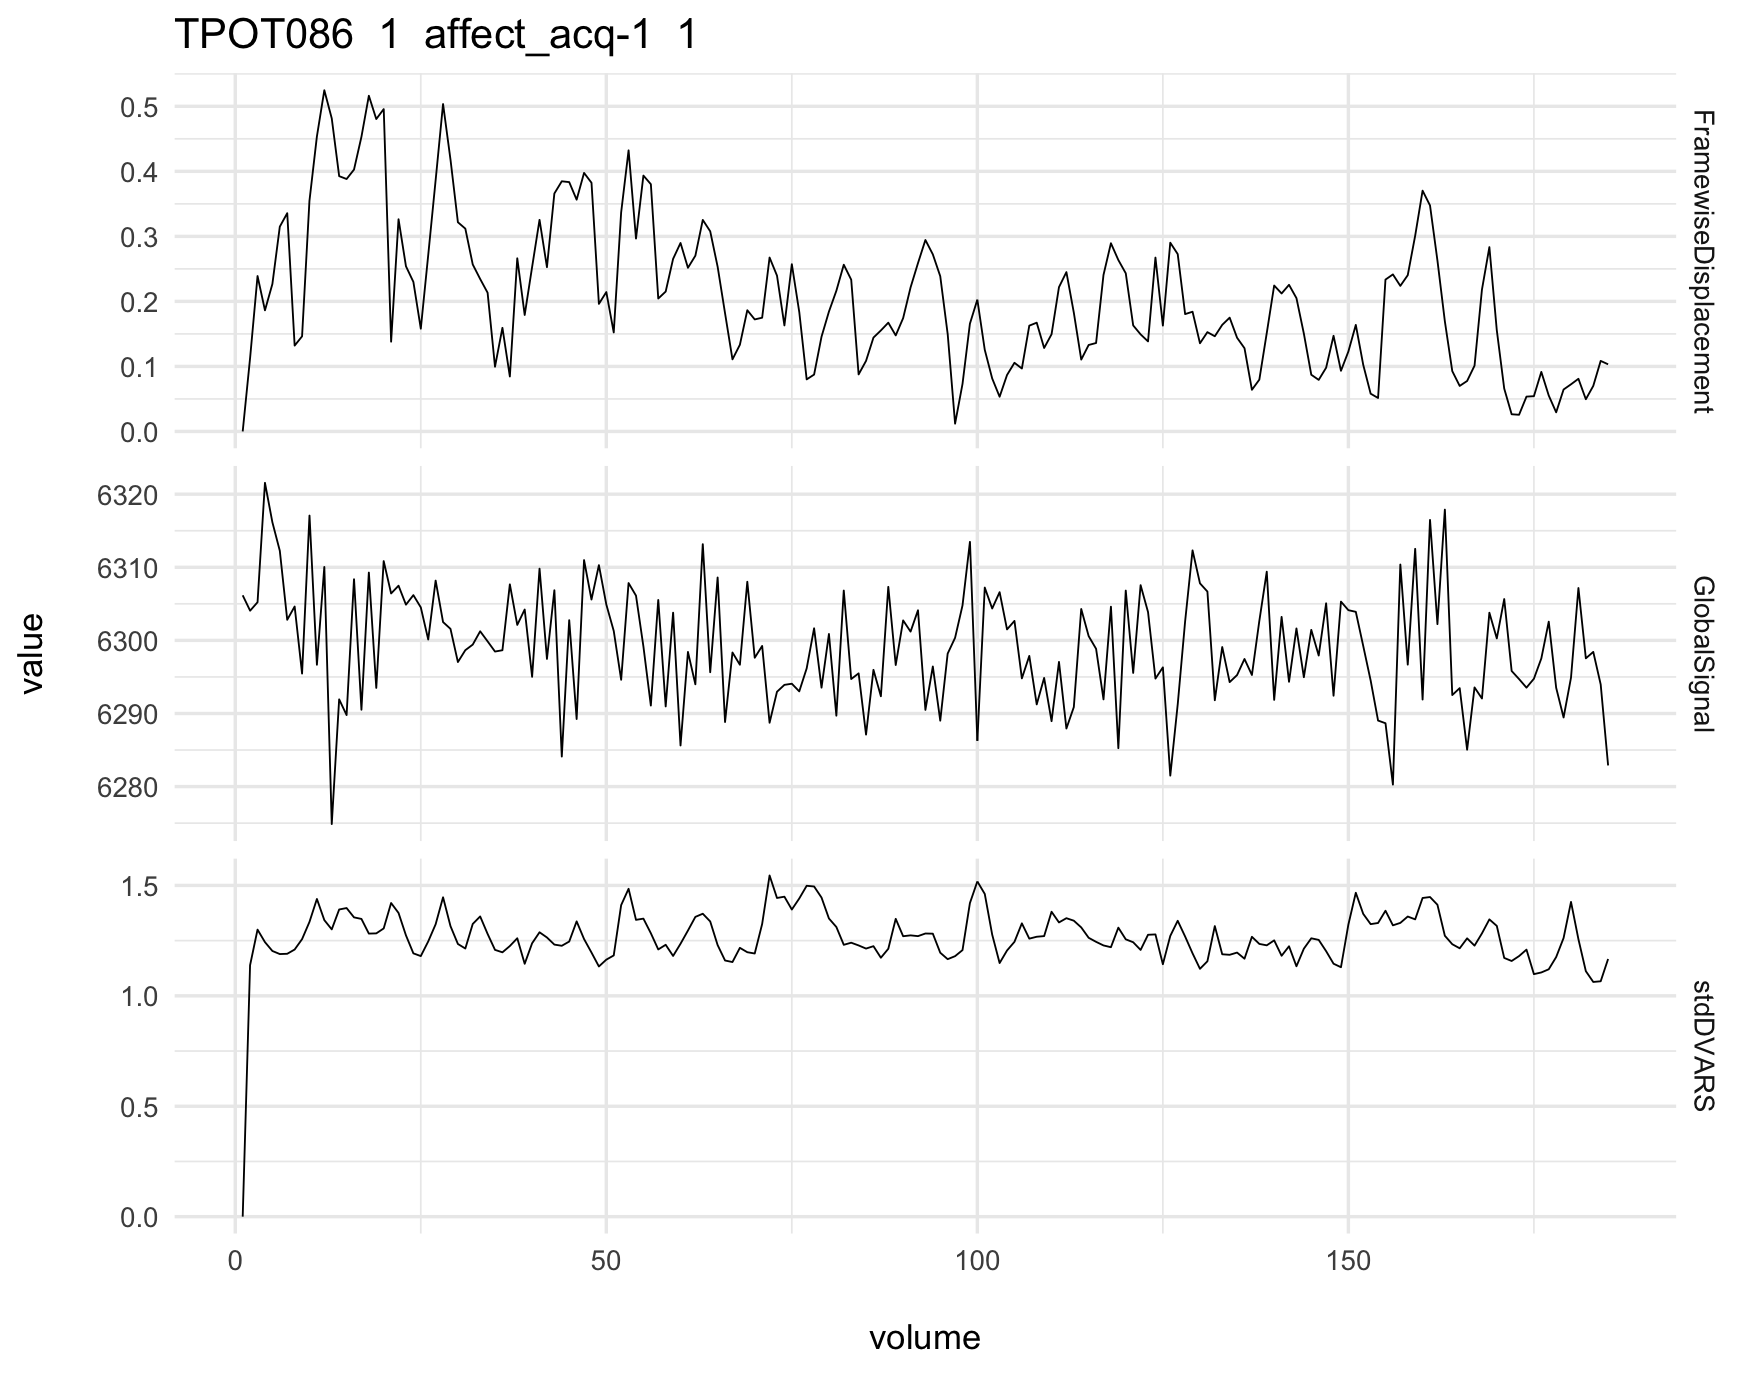 TPOT086 1 affect_acq-1 1
0.5
0.4
0.3
0.2
0.1
0.0
FramewiseDisplacement
6320
6310
6300
6290
6280
GlobalSignal
value
1.5
1.0
0.5
0.0
stdDVARS
0 50 100 150
volume